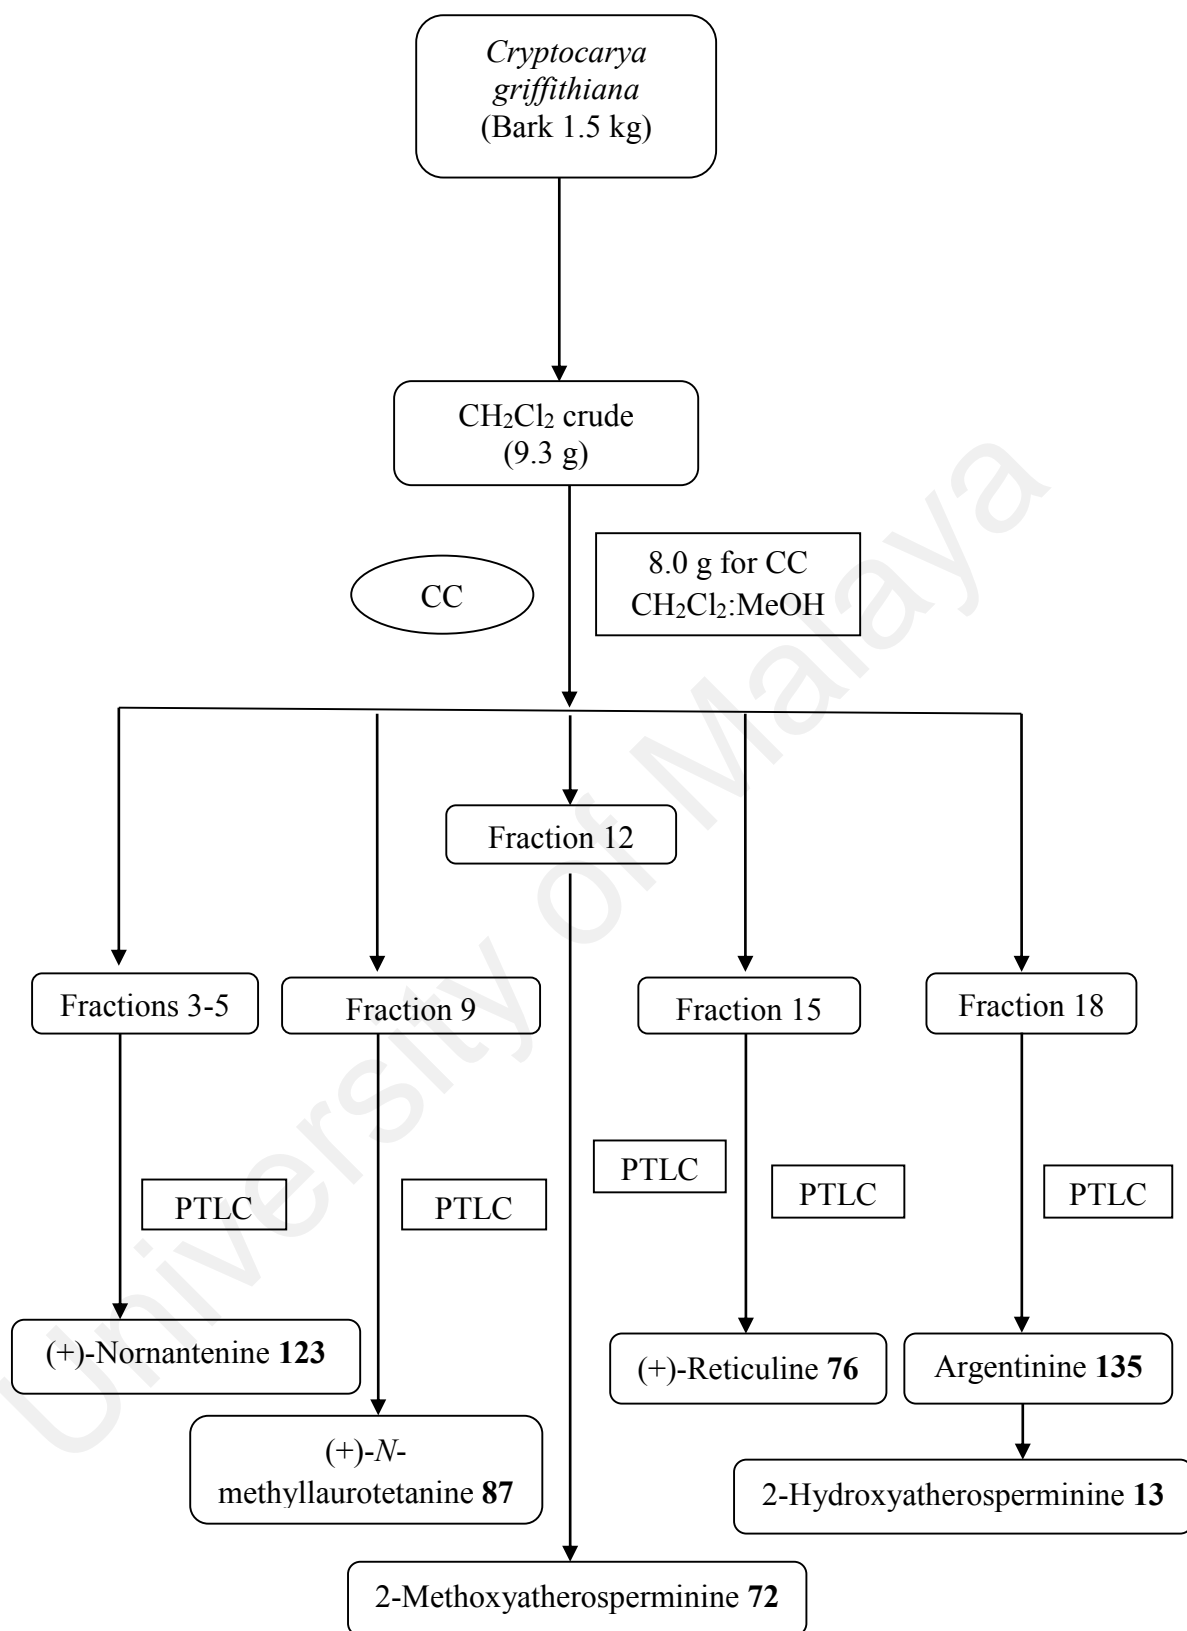 Cryptocarya
griffithiana
(Bark 1.5 kg)
CH₂Cl₂ crude
(9.3 g)
CC
8.0 g for CC
CH₂Cl₂:MeOH
Fraction 12
Fractions 3-5
Fraction 9
Fraction 15
Fraction 18
PTLC
PTLC
PTLC
PTLC
PTLC
(+)-Nornantenine 123
(+)-Reticuline 76
Argentinine 135
(+)-N-
methyllaurotetanine 87
2-Hydroxyatherosperminine 13
2-Methoxyatherosperminine 72
University of Malaya